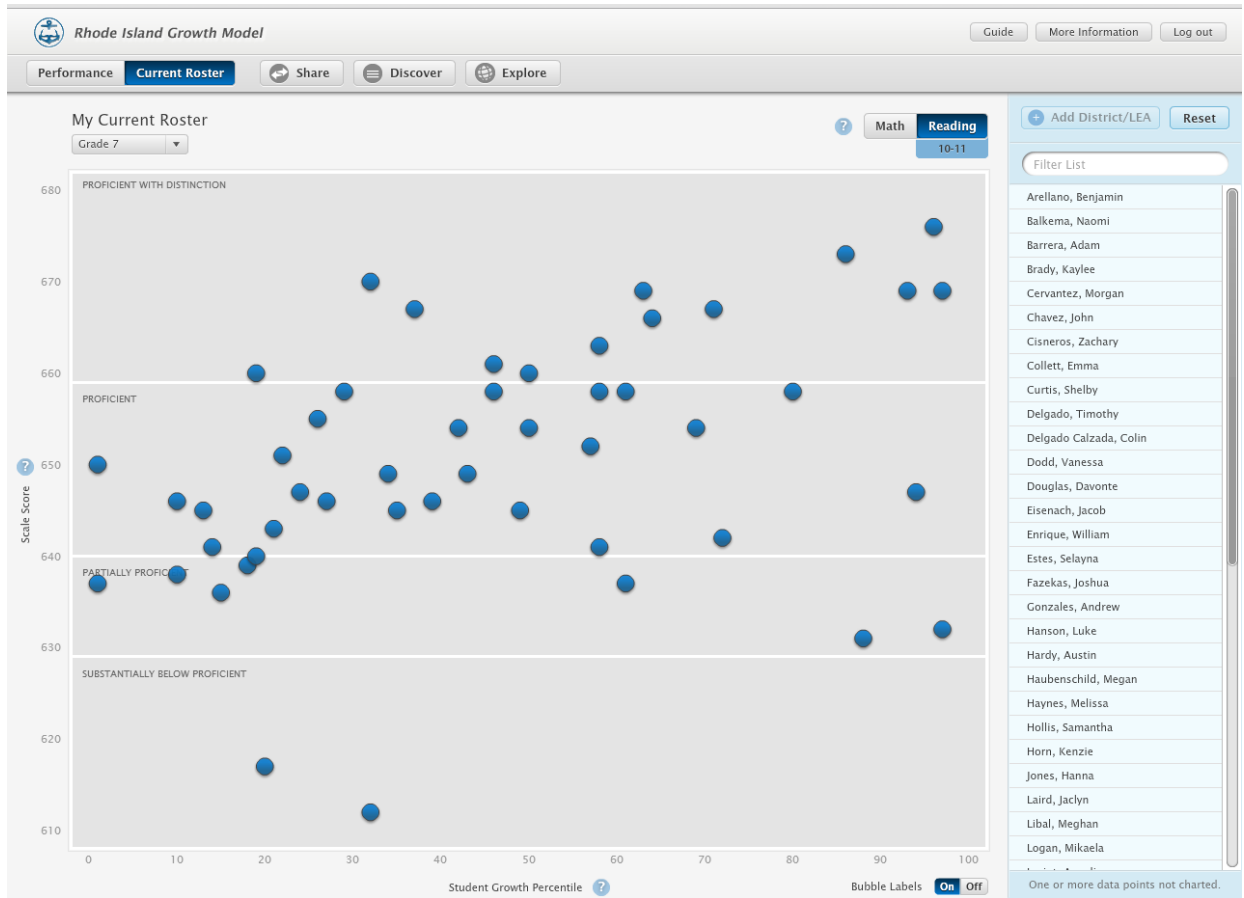 Rhode Island Growth Model
Guide
More Information
Log out
Performance
Current Roster
Share
Discover
Explore
My Current Roster
Grade 7
?
Math
Reading
10-11
+ Add District/LEA
Reset
Filter List
PROFICIENT WITH DISTINCTION
PROFICIENT
PARTIALLY PROFICIENT
SUBSTANTIALLY BELOW PROFICIENT
680
670
660
650
640
630
620
610
? Scale Score
0 10 20 30 40 50 60 70 80 90 100
Student Growth Percentile ?
Bubble Labels On Off
Arellano, Benjamin
Balkema, Naomi
Barrera, Adam
Brady, Kaylee
Cervantez, Morgan
Chavez, John
Cisneros, Zachary
Collett, Emma
Curtis, Shelby
Delgado, Timothy
Delgado Calzada, Colin
Dodd, Vanessa
Douglas, Davonte
Eisenach, Jacob
Enrique, William
Estes, Selayna
Fazekas, Joshua
Gonzales, Andrew
Hanson, Luke
Hardy, Austin
Haubenschild, Megan
Haynes, Melissa
Hollis, Samantha
Horn, Kenzie
Jones, Hanna
Laird, Jaclyn
Libal, Meghan
Logan, Mikaela
One or more data points not charted.